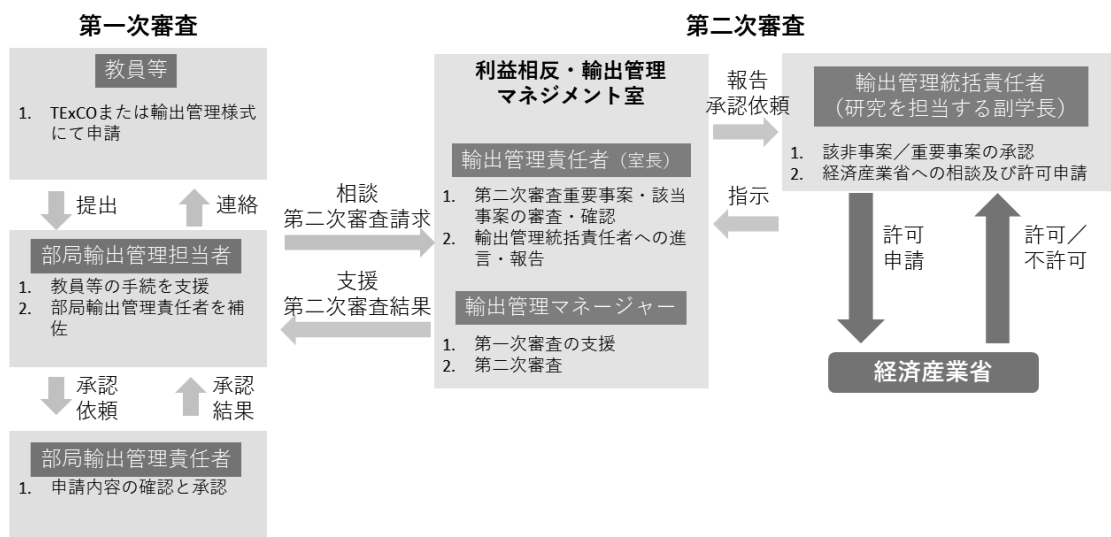 第一次審査
教員等
1. TExCOまたは輸出管理様式
にて申請
提出
連絡
部局輸出管理担当者
1. 教員等の手続を支援
2. 部局輸出管理責任者を補
佐
承認
依頼
承認
結果
部局輸出管理責任者
1. 申請内容の確認と承認
相談
第二次審査請求
支援
第二次審査結果
第二次審査
利益相反・輸出管理
マネジメント室
輸出管理責任者（室長）
1. 第二次審査重要事案・該当
事案の審査・確認
2. 輸出管理統括責任者への進
言・報告
輸出管理マネージャー
1. 第一次審査の支援
2. 第二次審査
報告
承認依頼
指示
輸出管理統括責任者
（研究を担当する副学長）
1. 該非事案／重要事案の承認
2. 経済産業省への相談及び許可申請
許可
申請
許可／
不許可
経済産業省